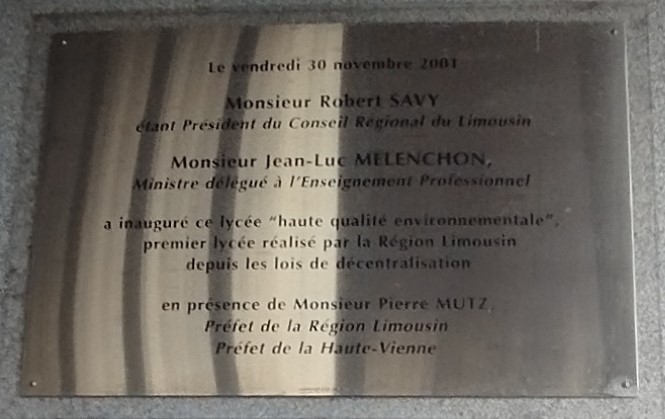 Le vendredi 30 novembre 2001
Monsieur Robert SAVY
étant Président du Conseil Régional du Limousin
Monsieur Jean-Luc MELENCHON,
Ministre délégué à l'Enseignement Professionnel
a inauguré ce lycée "haute qualité environnementale",
premier lycée réalisé par la Région Limousin
depuis les lois de décentralisation
en présence de Monsieur Pierre MUTZ,
Préfet de la Région Limousin
Préfet de la Haute-Vienne